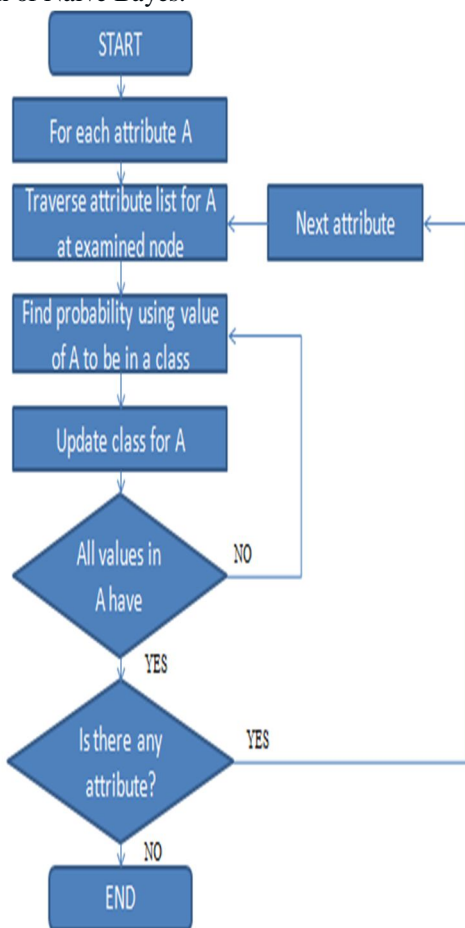 START
For each attribute A
Traverse attribute list for A
at examined node
Next attribute
Find probability using value
of A to be in a class
Update class for A
All values in
A have
NO
YES
Is there any
attribute?
YES
NO
END